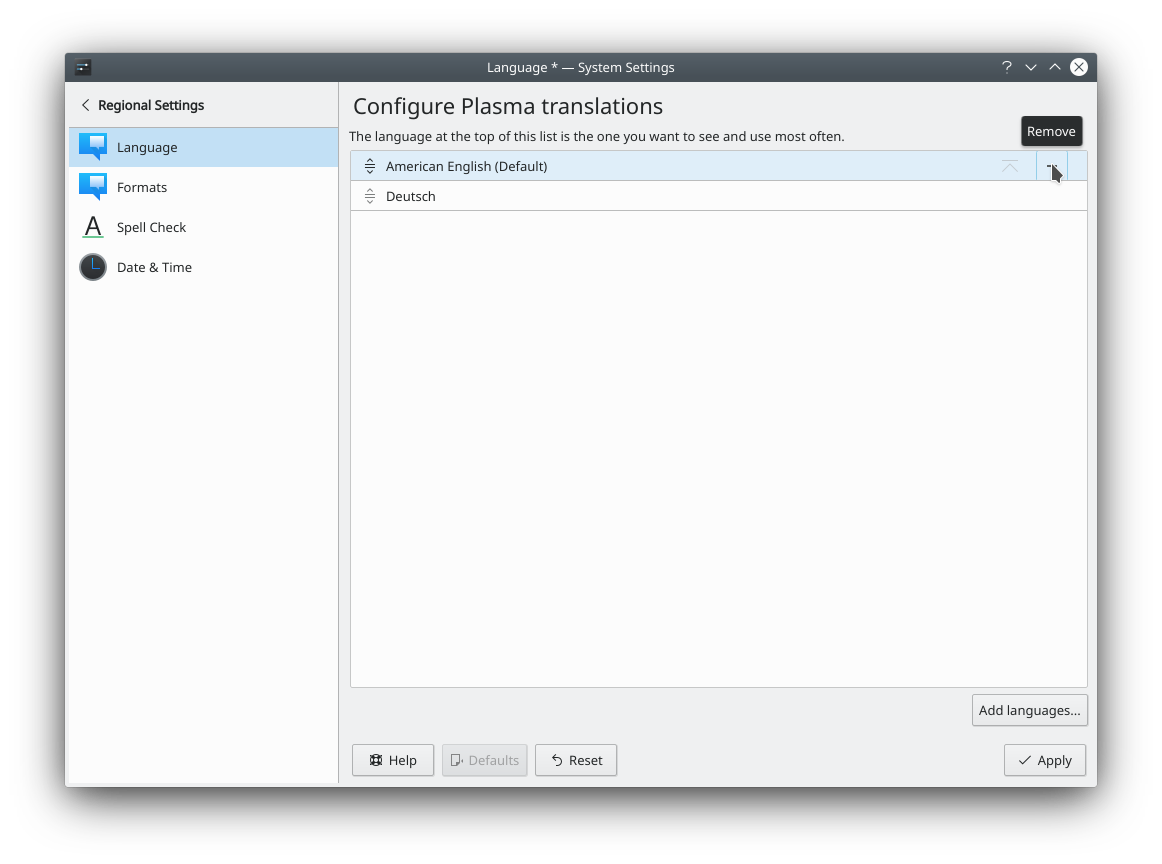 Language * — System Settings
Regional Settings
Language
Formats
Spell Check
Date & Time
Configure Plasma translations
The language at the top of this list is the one you want to see and use most often.
Remove
American English (Default)
Deutsch
Add languages...
Help
Defaults
Reset
Apply